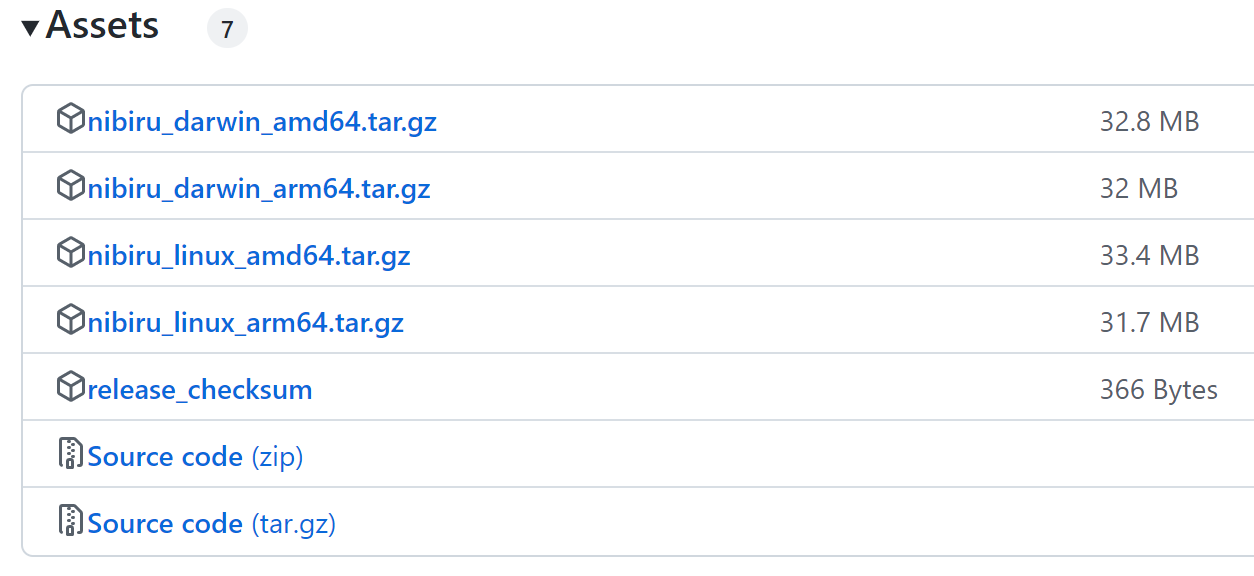 Assets 7
nibiru_darwin_amd64.tar.gz 32.8 MB
nibiru_darwin_arm64.tar.gz 32 MB
nibiru_linux_amd64.tar.gz 33.4 MB
nibiru_linux_arm64.tar.gz 31.7 MB
release_checksum 366 Bytes
Source code (zip)
Source code (tar.gz)